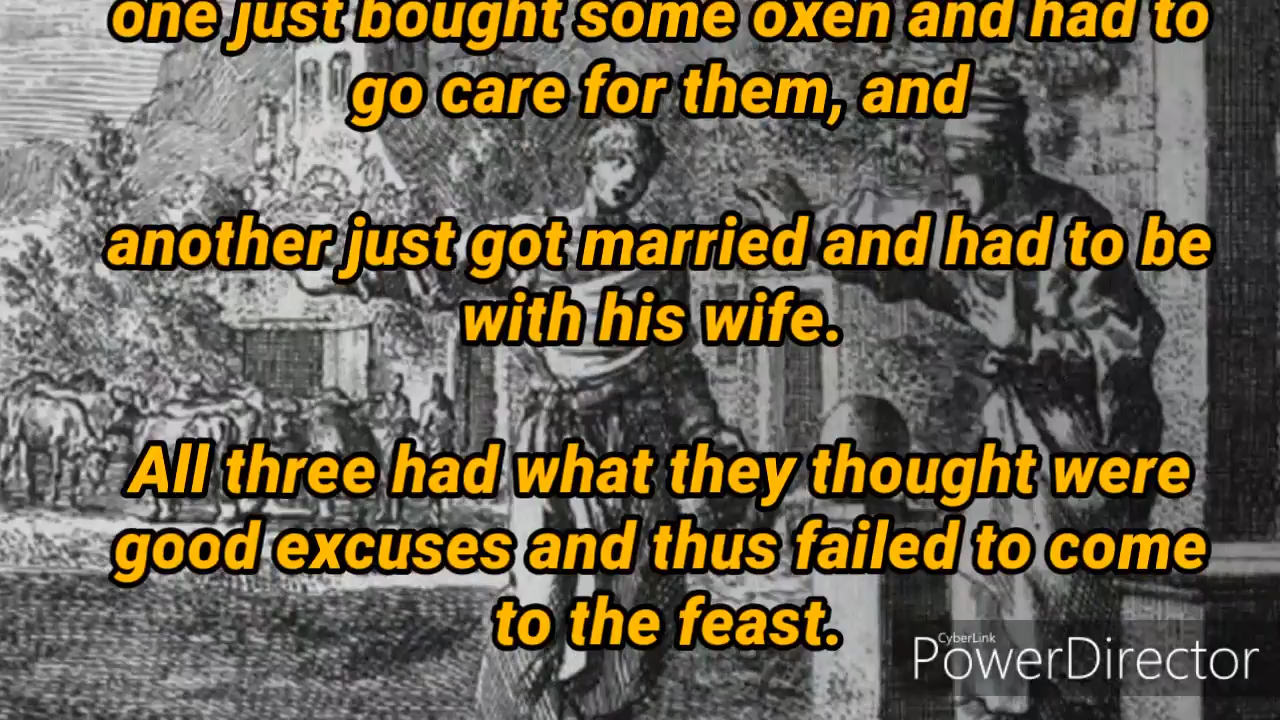 one just bought some oxen and had to
go care for them, and
another just got married and had to be
with his wife.
All three had what they thought were
good excuses and thus failed to come
to the feast.
CyberLink
PowerDirector